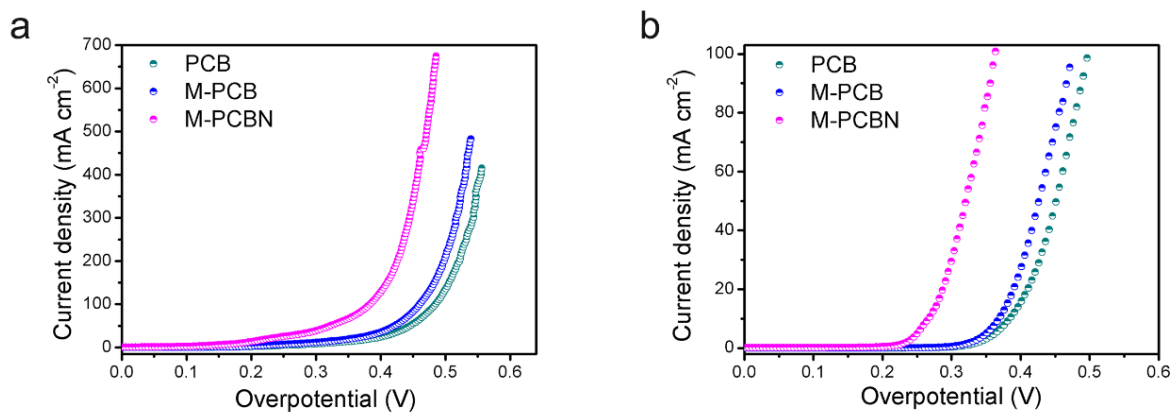 a
700
600
500
400
300
200
100
0
Current density (mA cm⁻²)
PCB
M-PCB
M-PCBN
0.0 0.1 0.2 0.3 0.4 0.5 0.6
Overpotential (V)
b
100
80
60
40
20
0
Current density (mA cm⁻²)
PCB
M-PCB
M-PCBN
0.0 0.1 0.2 0.3 0.4 0.5 0.6
Overpotential (V)